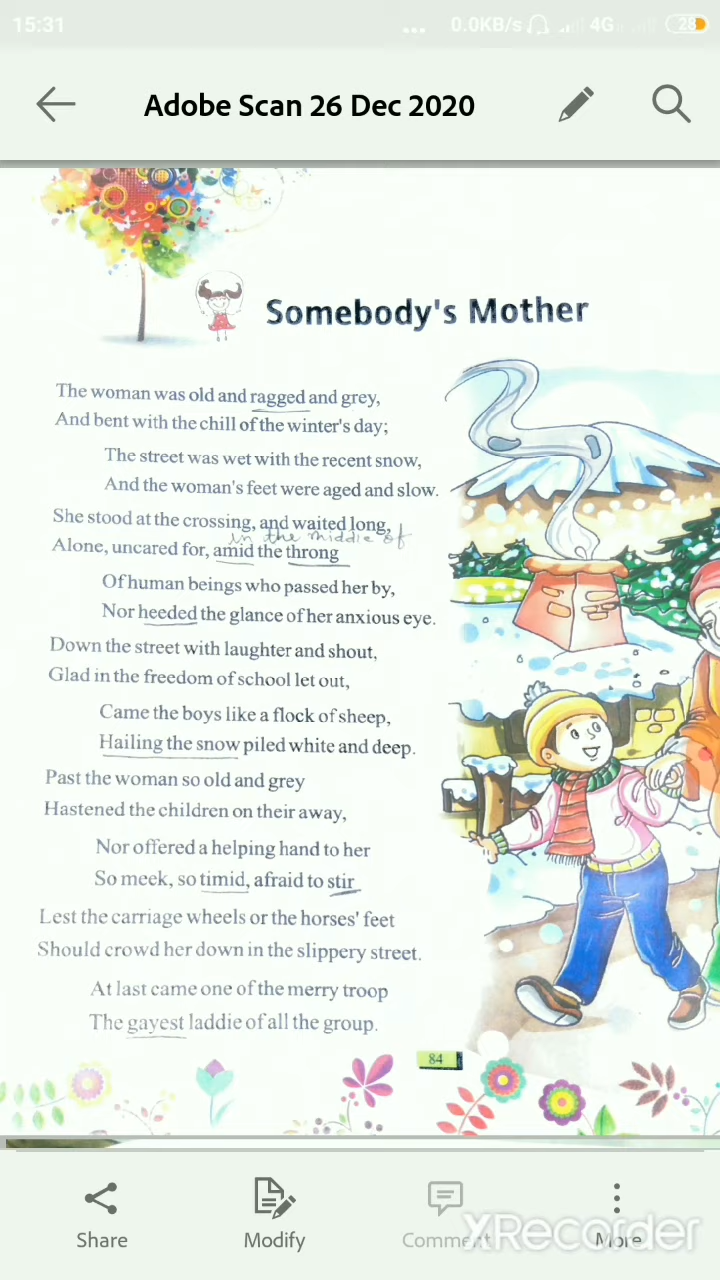 15:31
... 0.0KB/s 4G 28
Adobe Scan 26 Dec 2020
Somebody's Mother
The woman was old and ragged and grey,
And bent with the chill of the winter's day;
The street was wet with the recent snow,
And the woman's feet were aged and slow.
She stood at the crossing, and waited long,
in the middle of
Alone, uncared for, amid the throng
Of human beings who passed her by,
Nor heeded the glance of her anxious eye.
Down the street with laughter and shout,
Glad in the freedom of school let out,
Came the boys like a flock of sheep,
Hailing the snow piled white and deep.
Past the woman so old and grey
Hastened the children on their away,
Nor offered a helping hand to her
So meek, so timid, afraid to stir
Lest the carriage wheels or the horses' feet
Should crowd her down in the slippery street.
At last came one of the merry troop
The gayest laddie of all the group.
84
Share
Modify
Comment
More
XRecorder